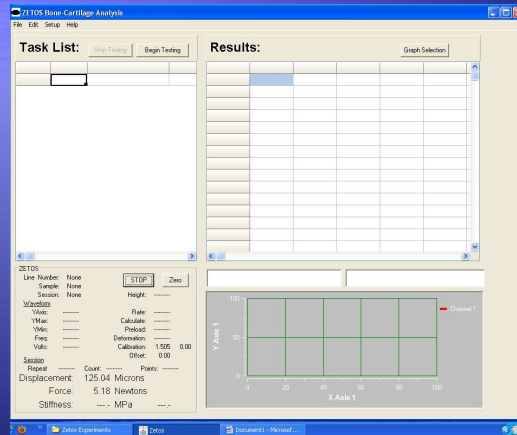 ZETOS Bone-Cartilage Analysis
File Edit Setup Help
Task List:
Stop Testing
Begin Testing
Results:
Graph Selection
ZETOS
Line Number: None
Sample: None
Session: None
STOP
Zero
Height: --------
Waveform
YAxis: --------
Rate: --------
YMax: --------
Calculate: --------
YMin: --------
Preload: --------
Freq: --------
Deformation: --------
Volts: --------
Calibration: 1.505 0.00
Offset: 0.00
Session
Repeat -------- Count: -------- Points: --------
Displacement: 125.04 Microns
Force: 5.18 Newtons
Stiffness: ---.- MPa ---.-
100
50
0
Y Axis 1
0 20 40 60 80 100
X Axis 1
Channel 1
Zetos Experiments
Zetos
Document1 - Microsof...